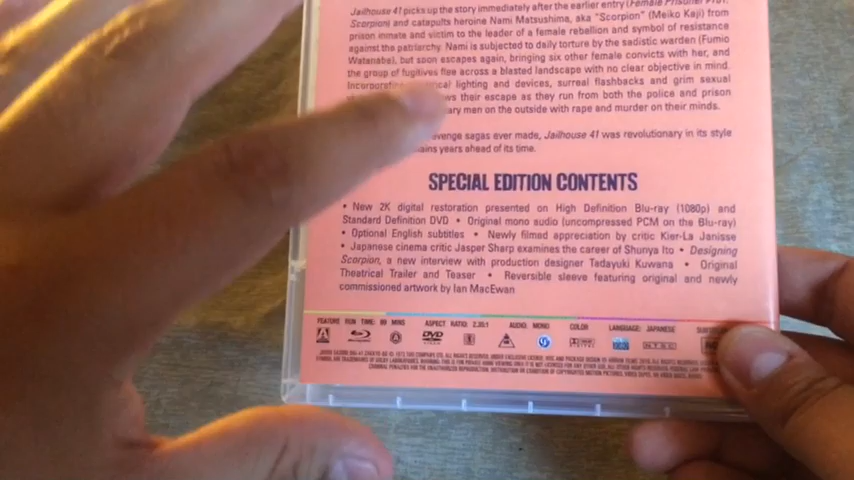 Jailhouse 41 picks up the story immediately after the earlier entry (Female Prisoner #701:
Scorpion) and catapults heroine Nami Matsushima, aka "Scorpion" (Meiko Kaji) from
prison inmate and victim to the leader of a female rebellion and symbol of resistance
against the patriarchy. Nami is subjected to daily torture by the sadistic warden (Fumio
Watanabe), but soon escapes again, bringing six other female convicts with her, and
the group of fugitives flee across a blasted landscape with no clear objective in mind.
lighting and devices, surreal flashbacks and grim sexual
their escape as they run from both the police and prison
men on the outside with rape and murder on their minds.
revenge sagas ever made, Jailhouse 41 was revolutionary in its style
years ahead of its time.
SPECIAL EDITION CONTENTS
• New 2K digital restoration presented on High Definition Blu-ray (1080p) and
Standard Definition DVD • Original mono audio (uncompressed PCM on the Blu-ray)
• Optional English subtitles • Newly filmed appreciation by critic Kier-La Janisse
• Japanese cinema critic Jasper Sharp examines the career of Shunya Ito • Designing
Scorpion, a new interview with production designer Tadayuki Kuwana • Original
Theatrical Trailer and Teaser • Reversible sleeve featuring original and newly
commissioned artwork by Ian MacEwan
FEATURE RUN TIME: 89 MINS ASPECT RATIO: 2.35:1 AUDIO: MONO COLOR LANGUAGE: JAPANESE
DVD NTSC